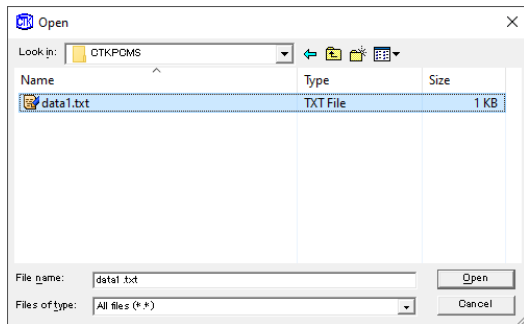 CTK Open
Look in: CTKPCMS
Name Type Size
data1.txt TXT File 1 KB
File name: data1.txt Open
Files of type: All files (*.*) Cancel